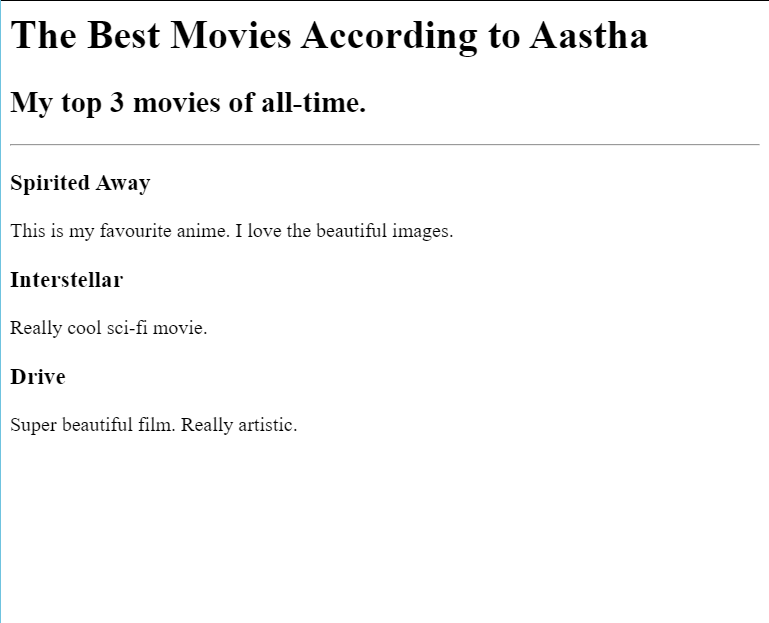 The Best Movies According to Aastha
My top 3 movies of all-time.
Spirited Away
This is my favourite anime. I love the beautiful images.
Interstellar
Really cool sci-fi movie.
Drive
Super beautiful film. Really artistic.